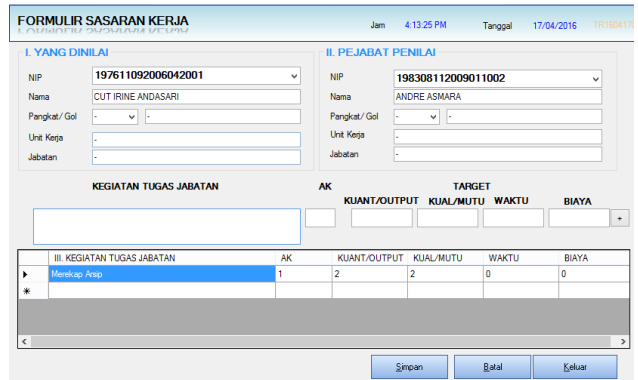 FORMULIR SASARAN KERJA Jam 4:13:25 PM Tanggal 17/04/2016
I. YANG DINILAI II. PEJABAT PENILAI
NIP 197611092006042001 NIP 198308112009011002
Nama CUT IRINE ANDASARI Nama ANDRE ASMARA
Pangkat/ Gol - - Pangkat/ Gol - -
Unit Kerja - Unit Kerja -
Jabatan - Jabatan -
KEGIATAN TUGAS JABATAN AK TARGET
KUANT/OUTPUT KUAL/MUTU WAKTU BIAYA
+
III. KEGIATAN TUGAS JABATAN AK KUANT/OUTPUT KUAL/MUTU WAKTU BIAYA
Merekap Arsip 1 2 2 0 0
Simpan Batal Keluar